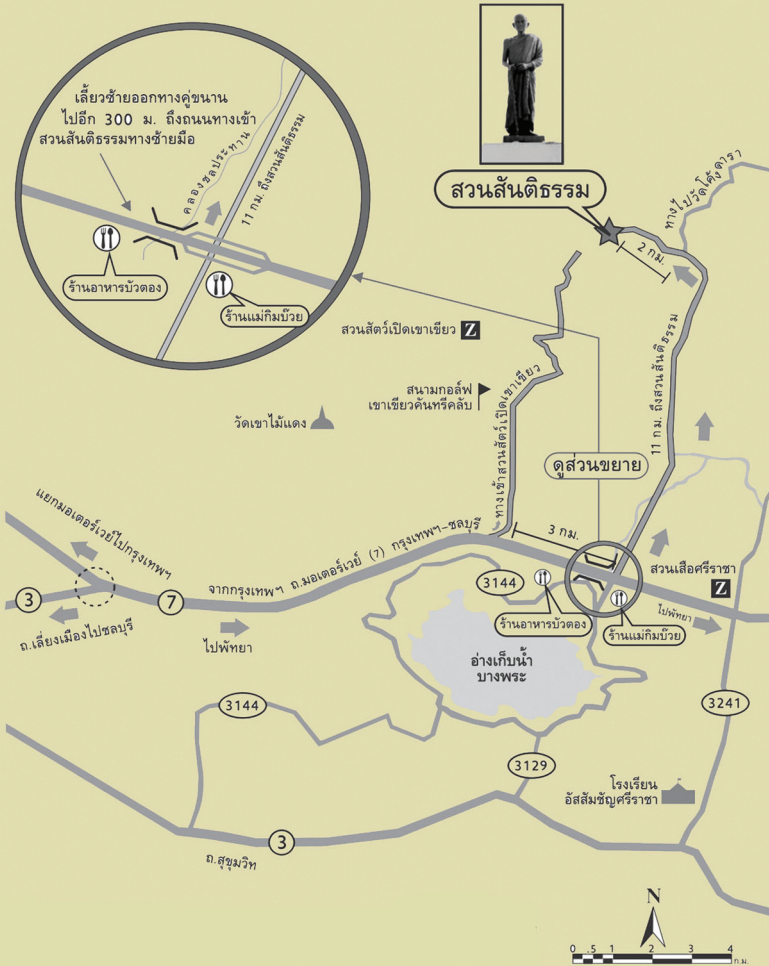 เลี้ยวซ้ายออกทางคู่ขนาน
ไปอีก 300 ม. ถึงถนนทางเข้า
สวนสันติธรรมทางซ้ายมือ
คลองชลประทาน
11 กม. ถึงสวนสันติธรรม
ร้านอาหารบัวตอง
ร้านแม่กิมบ๊วย
สวนสันติธรรม
ทางไปวัดโค้งดารา
2 กม.
สวนสัตว์เปิดเขาเขียว Z
สนามกอล์ฟ
เขาเขียวคันทรีคลับ
ทางเข้าสวนสัตว์เปิดเขาเขียว
11 กม. ถึงสวนสันติธรรม
วัดเขาไม้แดง
ดูส่วนขยาย
แยกมอเตอร์เวย์ไปกรุงเทพฯ
จากกรุงเทพฯ ถ.มอเตอร์เวย์ (7) กรุงเทพฯ-ชลบุรี
3 กม.
3
7
ถ.เลี่ยงเมืองไปชลบุรี
ไปพัทยา
3144
ร้านอาหารบัวตอง
ร้านแม่กิมบ๊วย
สวนเสือศรีราชา
Z
ไปพัทยา
อ่างเก็บน้ำ
บางพระ
3144
3241
3129
โรงเรียน
อัสสัมชัญศรีราชา
3
ถ.สุขุมวิท
N
0 .5 1 2 3 4
ก.ม.